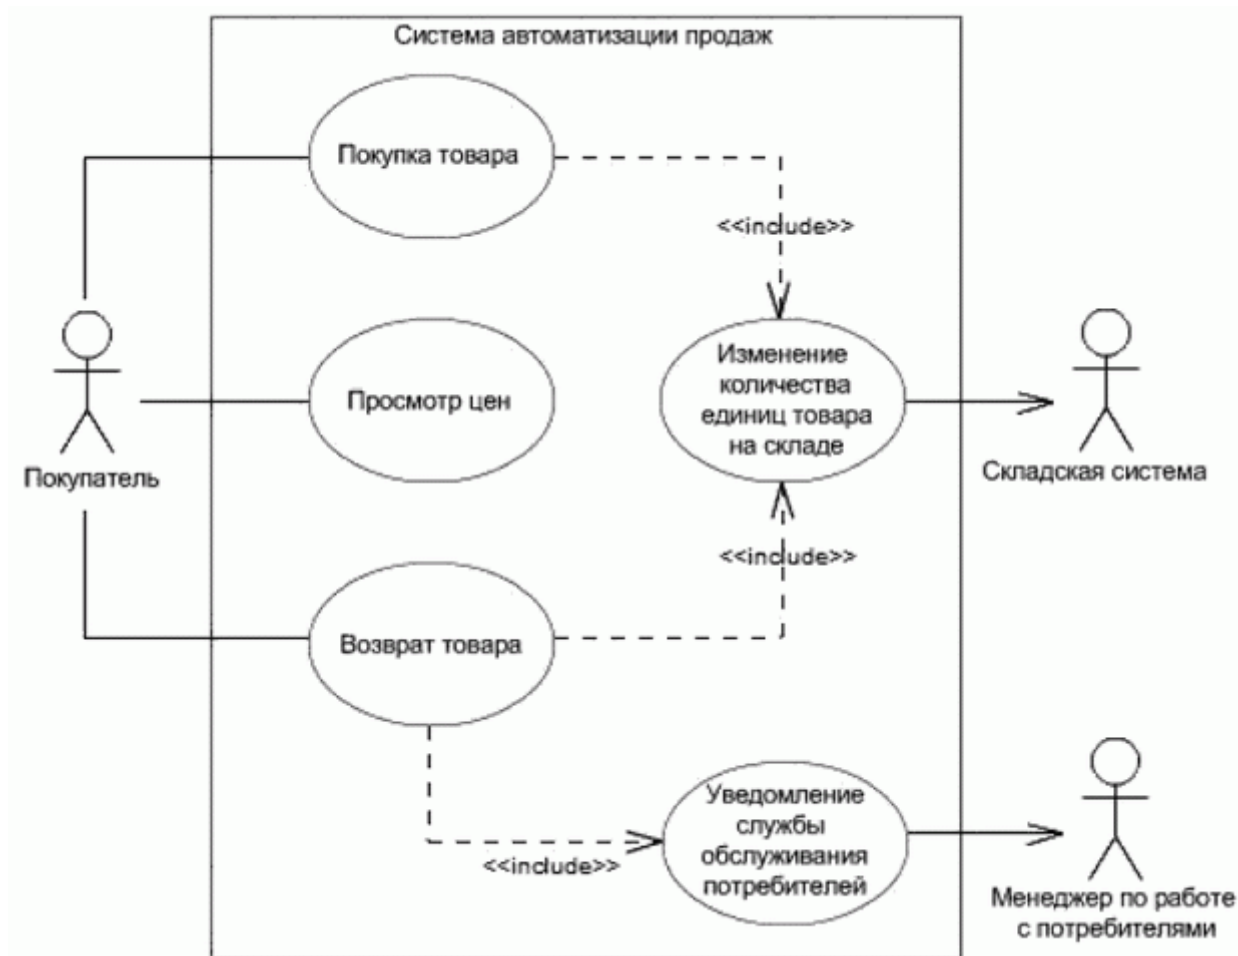 Система автоматизации продаж
Покупка товара
<<include>>
Изменение
количества
единиц товара
на складе
Просмотр цен
Покупатель
Складская система
<<include>>
Возврат товара
Уведомление
службы
обслуживания
потребителей
<<include>>
Менеджер по работе
с потребителями